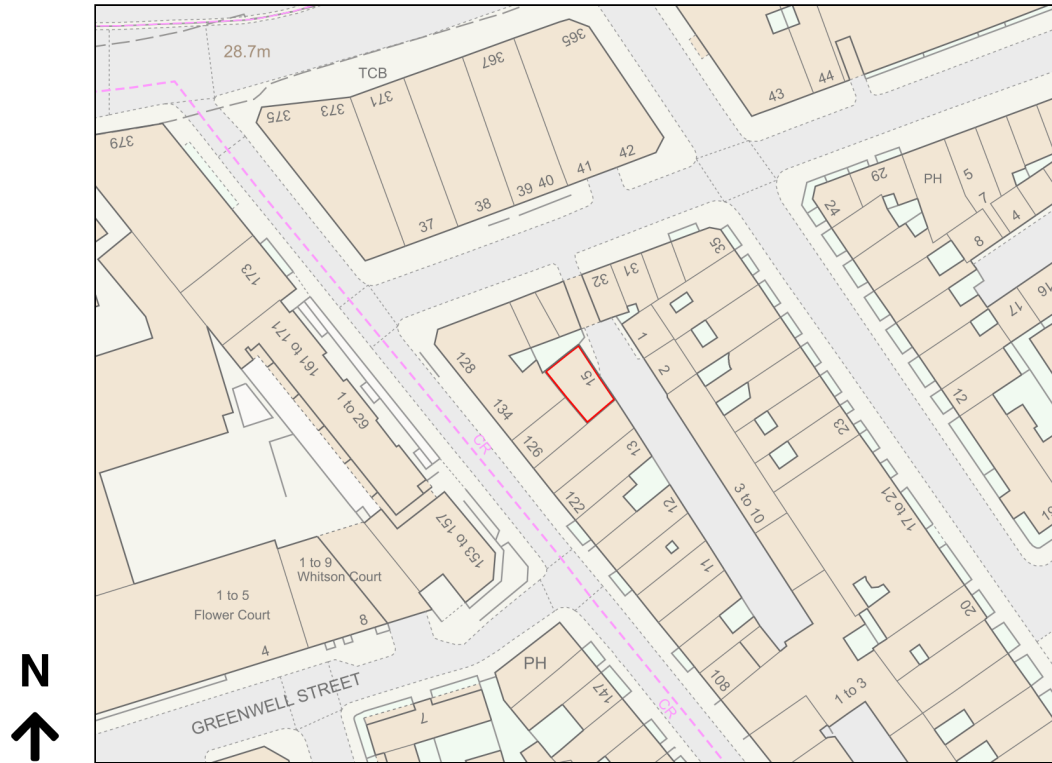 28.7m
TCB
365
367
371
373
375
379
37
38
39 40
41
42
43
44
PH
5
7
4
8
29
24
16
17
12
19
35
31
32
1
2
15
13
12
11
3 to 10
23
17 to 21
20
128
134
126
122
108
CR
CR
173
161 to 171
1 to 29
153 to 157
1 to 9
Whitson Court
1 to 5
Flower Court
8
4
GREENWELL STREET
7
PH
147
1 to 3
N